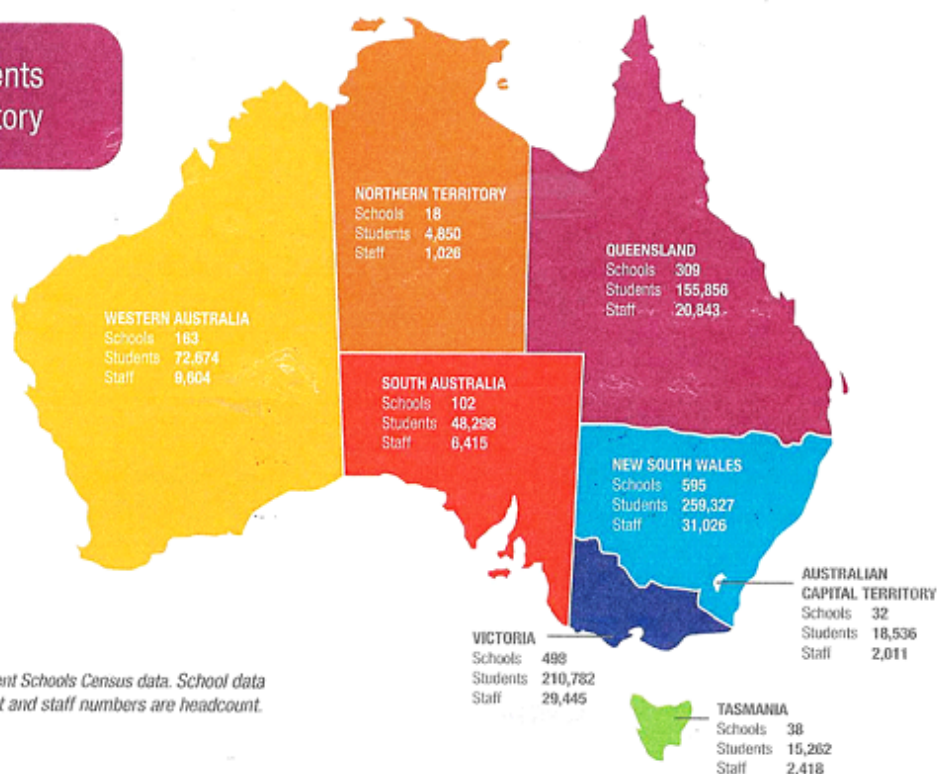 ents
tory
NORTHERN TERRITORY
Schools 18
Students 4,850
Staff 1,026
QUEENSLAND
Schools 309
Students 155,856
Staff 20,843
WESTERN AUSTRALIA
Schools 163
Students 72,674
Staff 9,604
SOUTH AUSTRALIA
Schools 102
Students 48,298
Staff 6,415
NEW SOUTH WALES
Schools 595
Students 259,327
Staff 31,026
AUSTRALIAN
CAPITAL TERRITORY
Schools 32
Students 18,536
Staff 2,011
VICTORIA
Schools 493
Students 210,782
Staff 29,445
ent Schools Census data. School data
t and staff numbers are headcount.
TASMANIA
Schools 38
Students 15,262
Staff 2,418